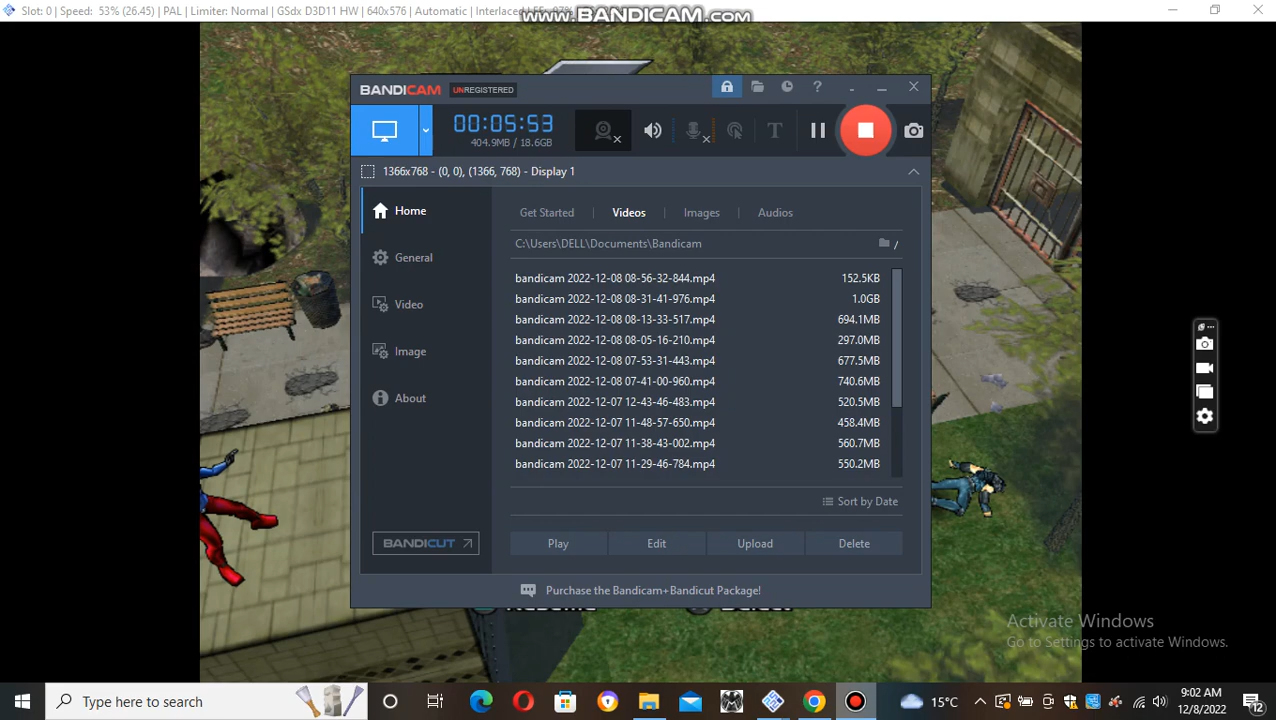 Slot: 0 | Speed: 53% (26.45) | PAL | Limiter: Normal | GSdx D3D11 HW | 640x576 | Automatic | Interlaced
www.BANDICAM.com
BANDICAM UNREGISTERED
00:05:53
404.9MB / 18.6GB
1366x768 - (0, 0), (1366, 768) - Display 1
Home
General
Video
Image
About
BANDICUT
Get Started
Videos
Images
Audios
C:\Users\DELL\Documents\Bandicam
bandicam 2022-12-08 08-56-32-844.mp4 152.5KB
bandicam 2022-12-08 08-31-41-976.mp4 1.0GB
bandicam 2022-12-08 08-13-33-517.mp4 694.1MB
bandicam 2022-12-08 08-05-16-210.mp4 297.0MB
bandicam 2022-12-08 07-53-31-443.mp4 677.5MB
bandicam 2022-12-08 07-41-00-960.mp4 740.6MB
bandicam 2022-12-07 12-43-46-483.mp4 520.5MB
bandicam 2022-12-07 11-48-57-650.mp4 458.4MB
bandicam 2022-12-07 11-38-43-002.mp4 560.7MB
bandicam 2022-12-07 11-29-46-784.mp4 550.2MB
Sort by Date
Play Edit Upload Delete
Purchase the Bandicam+Bandicut Package!
Activate Windows
Go to Settings to activate Windows.
Type here to search
15°C
9:02 AM
12/8/2022
12